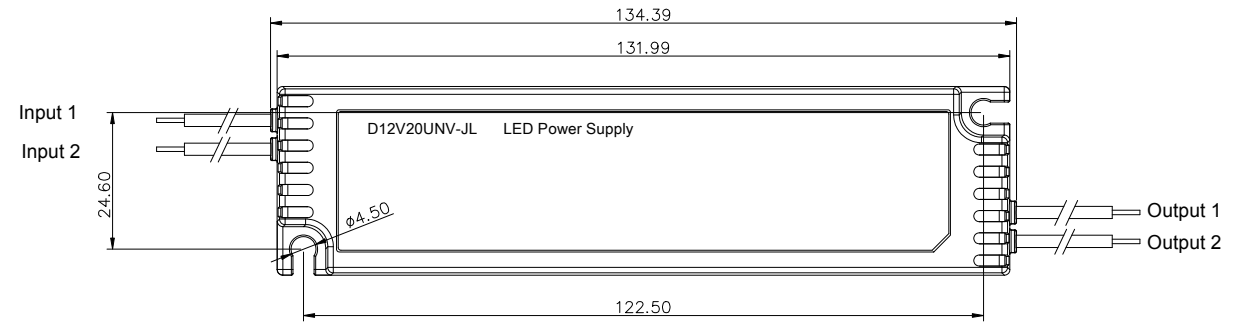 134.39
131.99
Input 1
Input 2
D12V20UNV-JL LED Power Supply
24.60
ø4.50
Output 1
Output 2
122.50